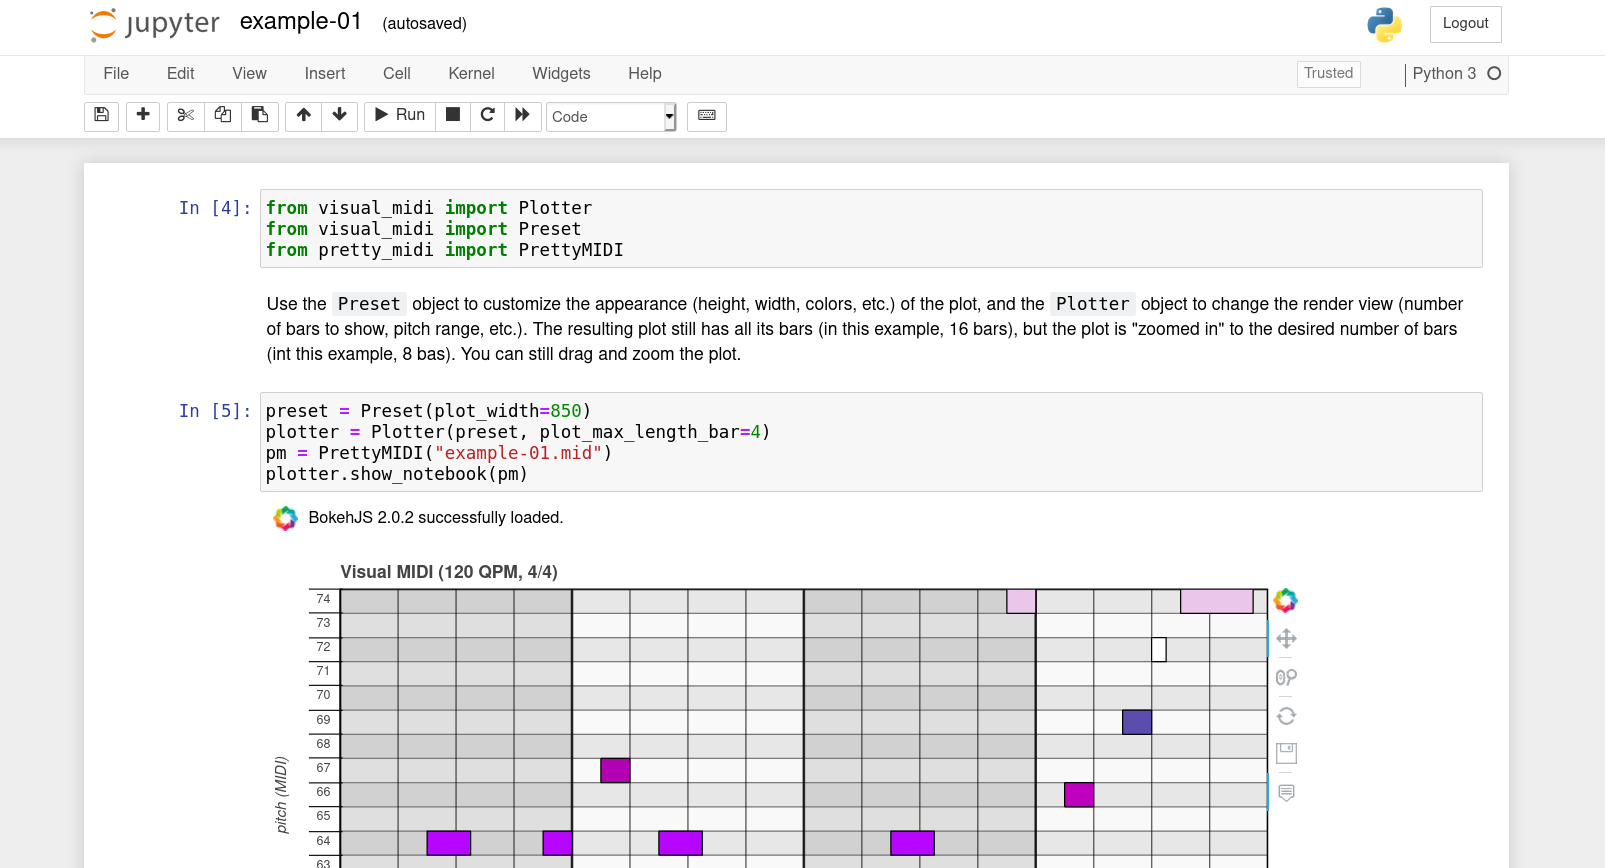 jupyter example-01 (autosaved) Logout
File Edit View Insert Cell Kernel Widgets Help Trusted Python 3
Run Code
In [4]: from visual_midi import Plotter
from visual_midi import Preset
from pretty_midi import PrettyMIDI
Use the Preset object to customize the appearance (height, width, colors, etc.) of the plot, and the Plotter object to change the render view (number
of bars to show, pitch range, etc.). The resulting plot still has all its bars (in this example, 16 bars), but the plot is "zoomed in" to the desired number of bars
(int this example, 8 bas). You can still drag and zoom the plot.
In [5]: preset = Preset(plot_width=850)
plotter = Plotter(preset, plot_max_length_bar=4)
pm = PrettyMIDI("example-01.mid")
plotter.show_notebook(pm)
BokehJS 2.0.2 successfully loaded.
Visual MIDI (120 QPM, 4/4)
74
73
72
71
70
69
68
67
66
65
64
63
pitch (MIDI)